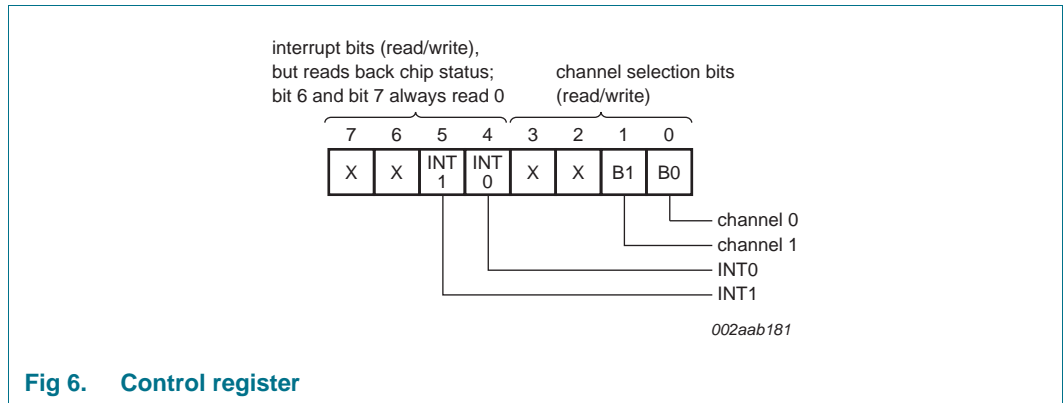 interrupt bits (read/write),
but reads back chip status;
bit 6 and bit 7 always read 0
channel selection bits
(read/write)
7 6 5 4 3 2 1 0
X X INT 1 INT 0 X X B1 B0
channel 0
channel 1
INT0
INT1
002aab181
Fig 6. Control register